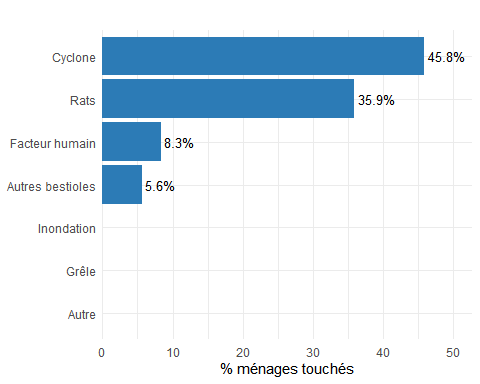 Cyclone 45.8%
Rats 35.9%
Facteur humain 8.3%
Autres bestioles 5.6%
Inondation
Grêle
Autre
0 10 20 30 40 50
% ménages touchés